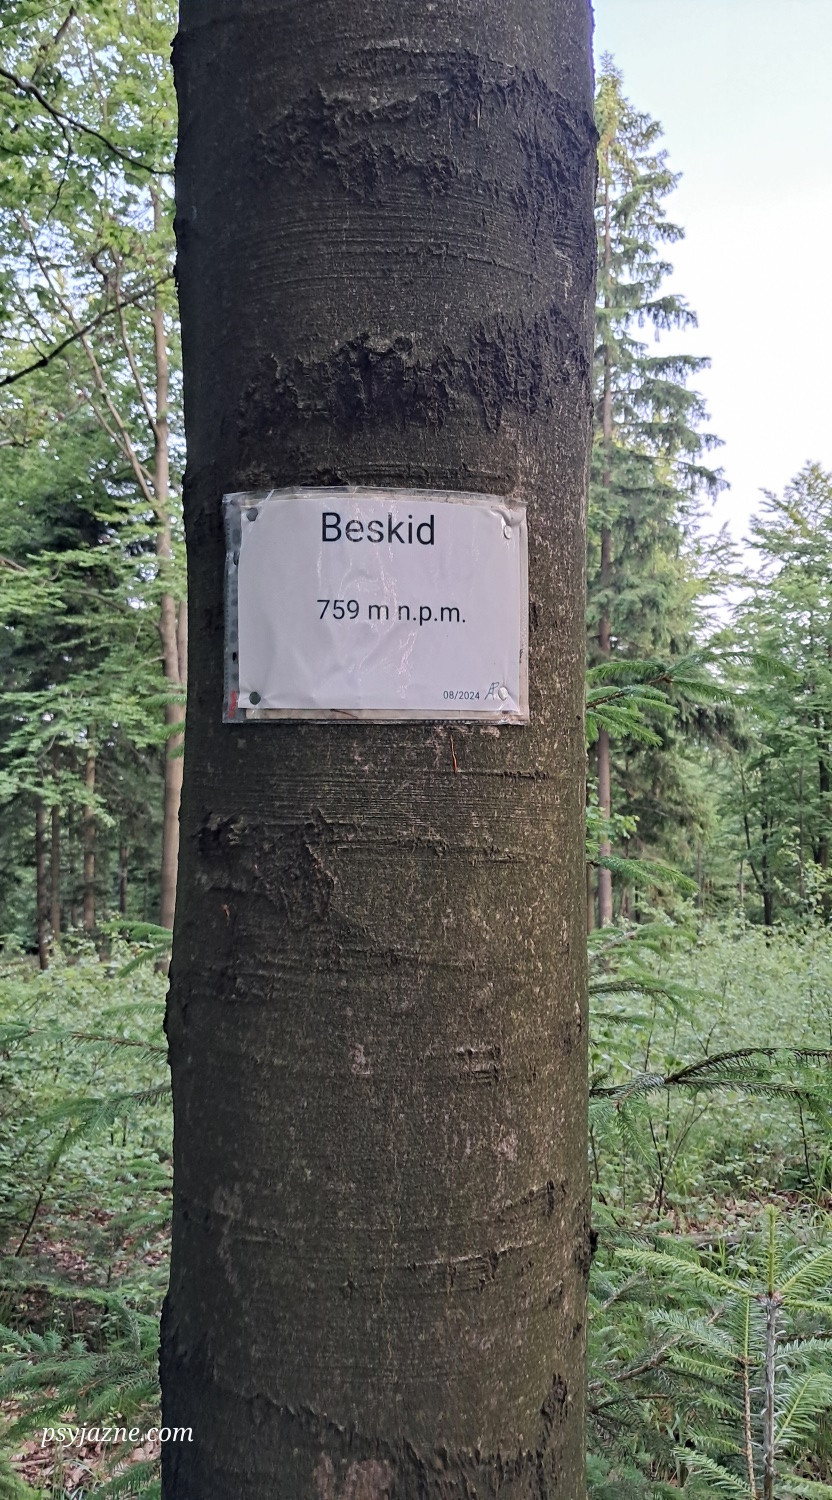 Beskid
759 m n.p.m.
08/2024
psyjazne.com